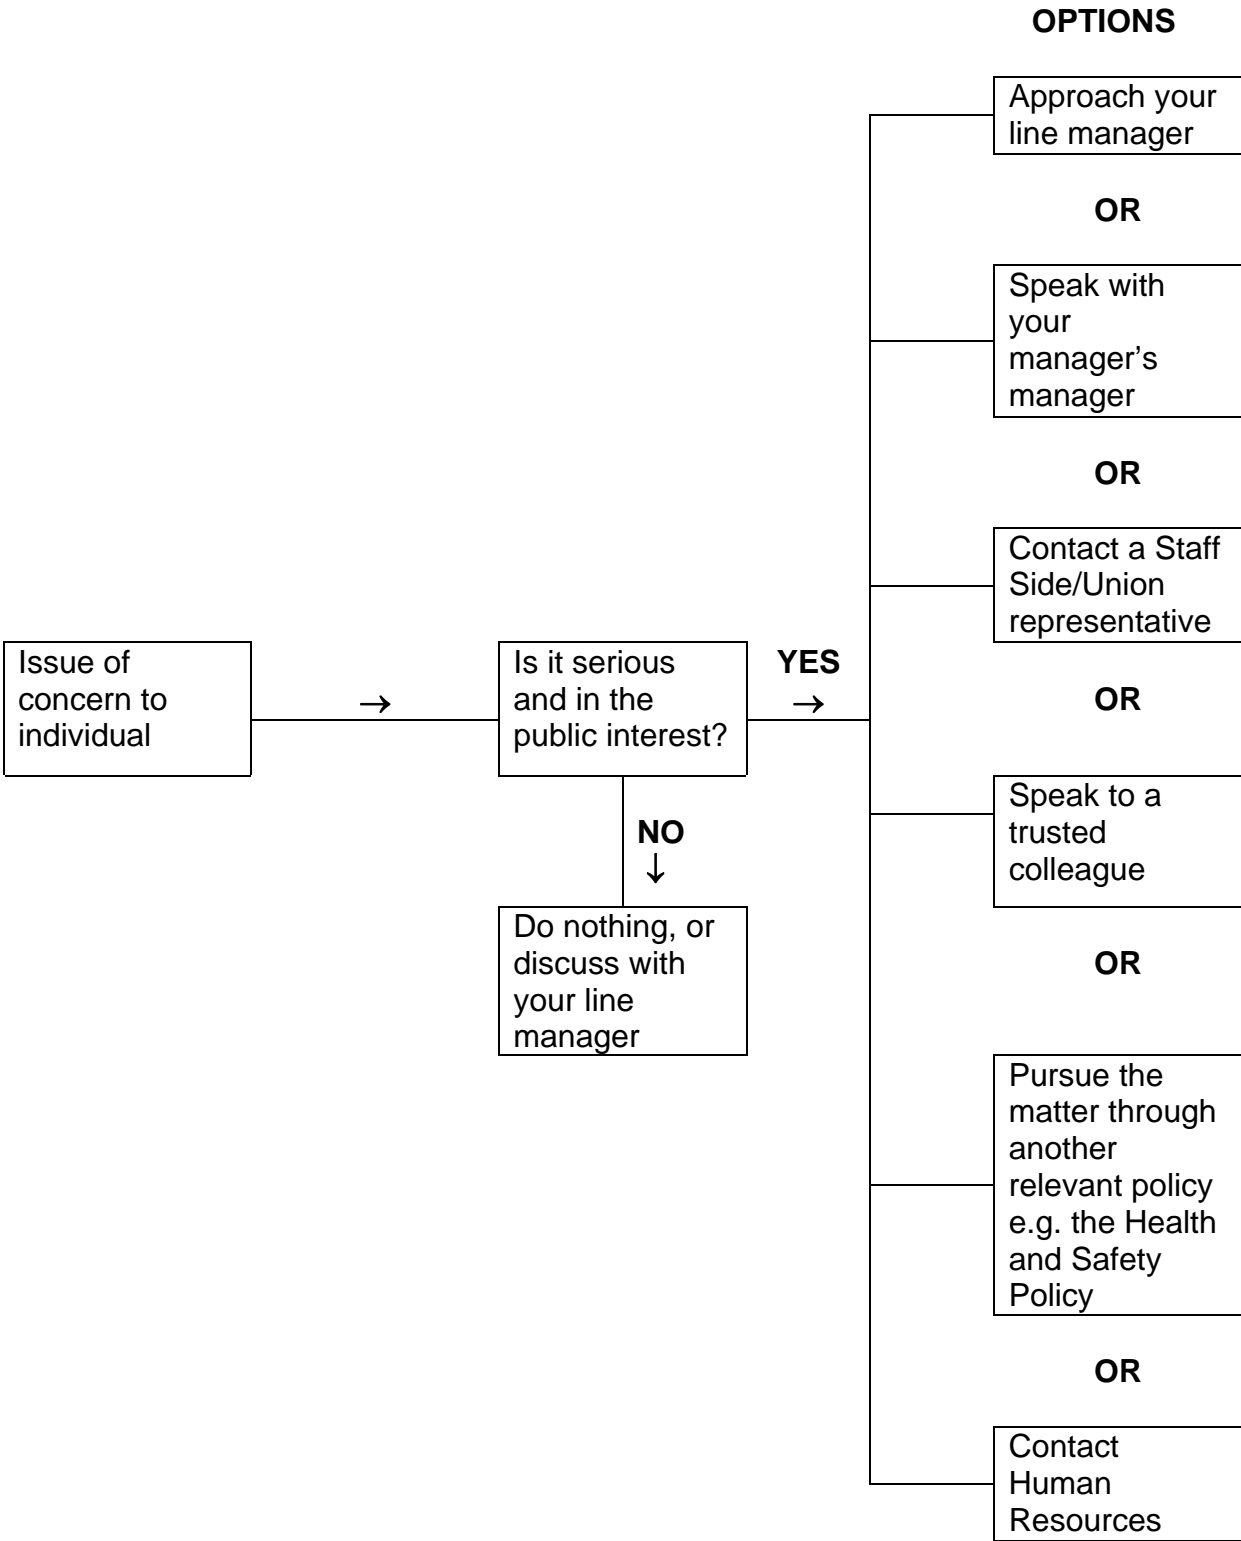 OPTIONS
Approach your
line manager
OR
Speak with
your
manager’s
manager
OR
Contact a Staff
Side/Union
representative
Issue of
concern to
individual
→
Is it serious
and in the
public interest?
YES
→
OR
NO
↓
Do nothing, or
discuss with
your line
manager
Speak to a
trusted
colleague
OR
Pursue the
matter through
another
relevant policy
e.g. the Health
and Safety
Policy
OR
Contact
Human
Resources